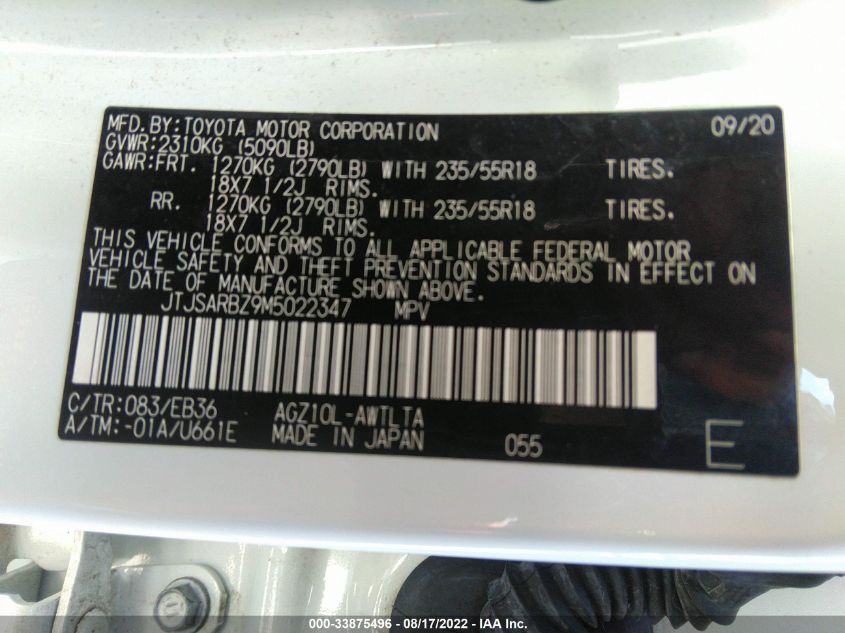 MFD. BY: TOYOTA MOTOR CORPORATION 09/20
GVWR: 2310KG (5090LB)
GAWR: FRT. 1270KG (2790LB) WITH 235/55R18 TIRES.
18X7 1/2J RIMS.
RR. 1270KG (2790LB) WITH 235/55R18 TIRES.
18X7 1/2J RIMS.
THIS VEHICLE CONFORMS TO ALL APPLICABLE FEDERAL MOTOR
VEHICLE SAFETY AND THEFT PREVENTION STANDARDS IN EFFECT ON
THE DATE OF MANUFACTURE SHOWN ABOVE.
JTJSARBZ9M5022347 MPV
C/TR: 083/EB36 AGZ10L-AWTLTA
A/TM: -01A/U661E MADE IN JAPAN 055 E
000-33875496 - 08/17/2022 - IAA Inc.